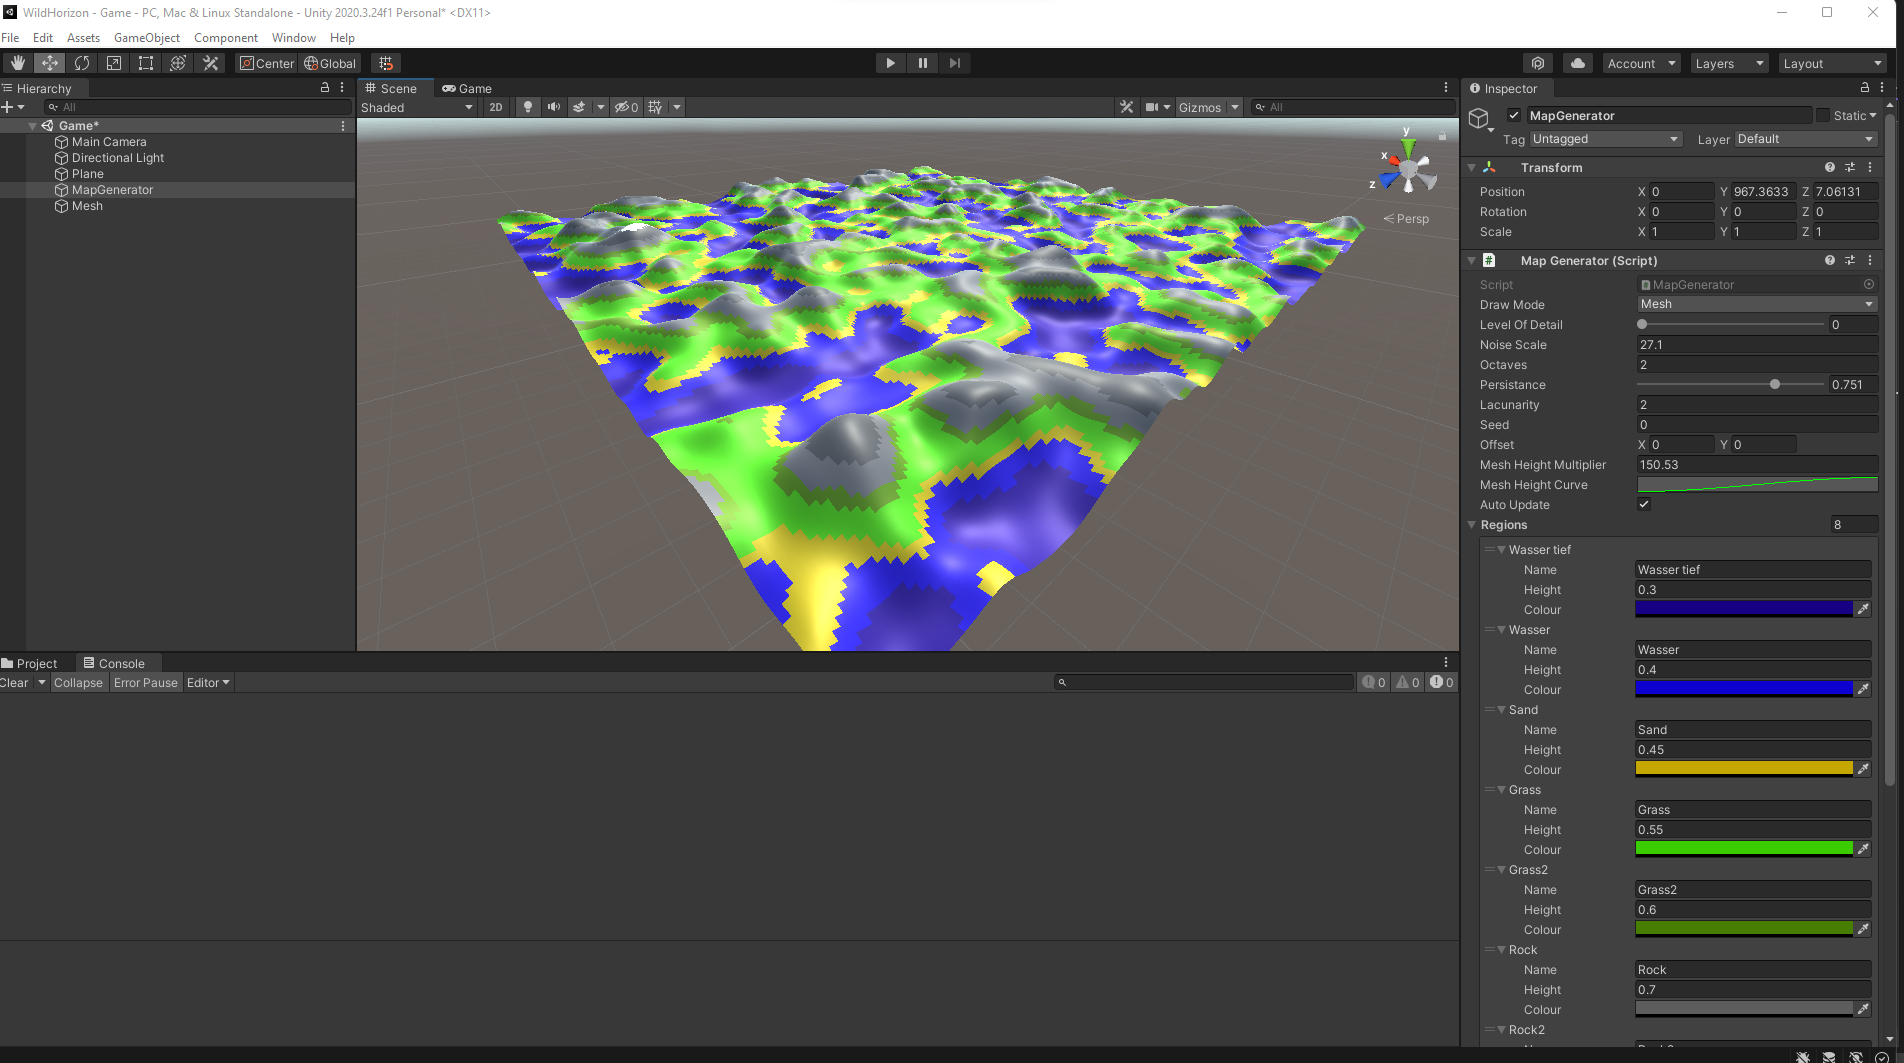 WildHorizon - Game - PC, Mac & Linux Standalone - Unity 2020.3.24f1 Personal* <DX11>
File Edit Assets GameObject Component Window Help
Center Global Account Layers Layout
Hierarchy
All
Game*
Main Camera
Directional Light
Plane
MapGenerator
Mesh
Scene Game
Shaded 2D 0 Gizmos All
y
x
z
Persp
Project Console
Clear Collapse Error Pause Editor 0 0 0
Inspector
MapGenerator Static
Tag Untagged Layer Default
Transform
Position X 0 Y 967.3633 Z 7.06131
Rotation X 0 Y 0 Z 0
Scale X 1 Y 1 Z 1
# Map Generator (Script)
Script MapGenerator
Draw Mode Mesh
Level Of Detail 0
Noise Scale 27.1
Octaves 2
Persistance 0.751
Lacunarity 2
Seed 0
Offset X 0 Y 0
Mesh Height Multiplier 150.53
Mesh Height Curve
Auto Update
Regions 8
Wasser tief
Name Wasser tief
Height 0.3
Colour
Wasser
Name Wasser
Height 0.4
Colour
Sand
Name Sand
Height 0.45
Colour
Grass
Name Grass
Height 0.55
Colour
Grass2
Name Grass2
Height 0.6
Colour
Rock
Name Rock
Height 0.7
Colour
Rock2